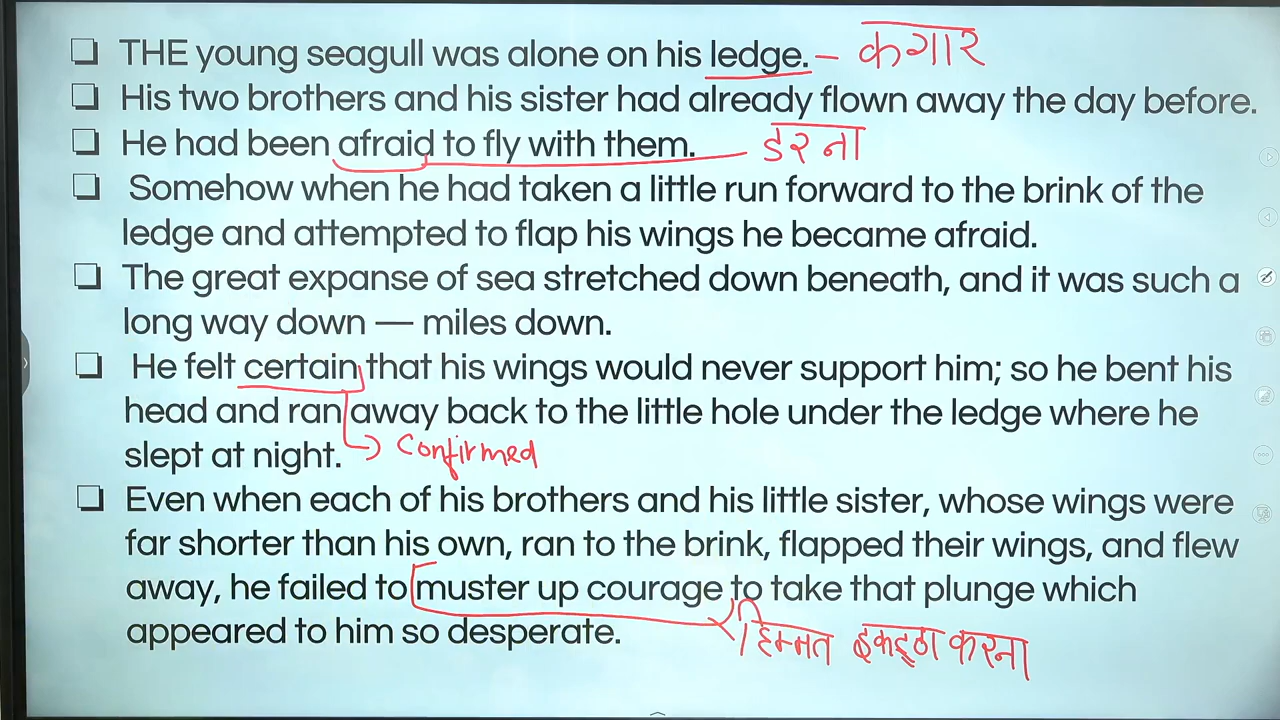 ❏ THE young seagull was alone on his ledge. – कगार
❏ His two brothers and his sister had already flown away the day before.
❏ He had been afraid to fly with them. डरना
❏ Somehow when he had taken a little run forward to the brink of the
ledge and attempted to flap his wings he became afraid.
❏ The great expanse of sea stretched down beneath, and it was such a
long way down — miles down.
❏ He felt certain that his wings would never support him; so he bent his
head and ran away back to the little hole under the ledge where he
slept at night. → Confirmed
❏ Even when each of his brothers and his little sister, whose wings were
far shorter than his own, ran to the brink, flapped their wings, and flew
away, he failed to muster up courage to take that plunge which
appeared to him so desperate. हिम्मत इकट्ठा करना